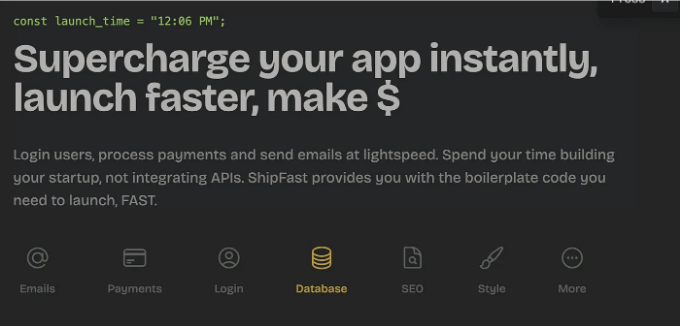 const launch_time = "12:06 PM";
Supercharge your app instantly,
launch faster, make $
Login users, process payments and send emails at lightspeed. Spend your time building
your startup, not integrating APIs. ShipFast provides you with the boilerplate code you
need to launch, FAST.
Emails Payments Login Database SEO Style More